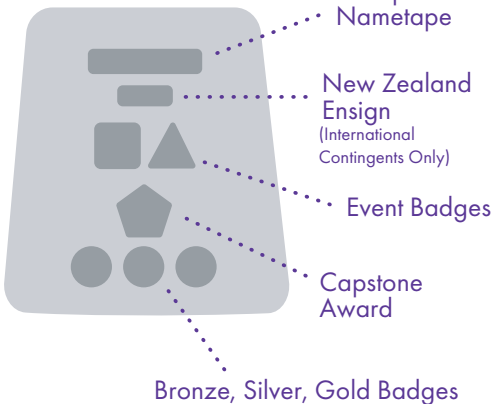 Nametape
New Zealand
Ensign
(International
Contingents Only)
Event Badges
Capstone
Award
Bronze, Silver, Gold Badges